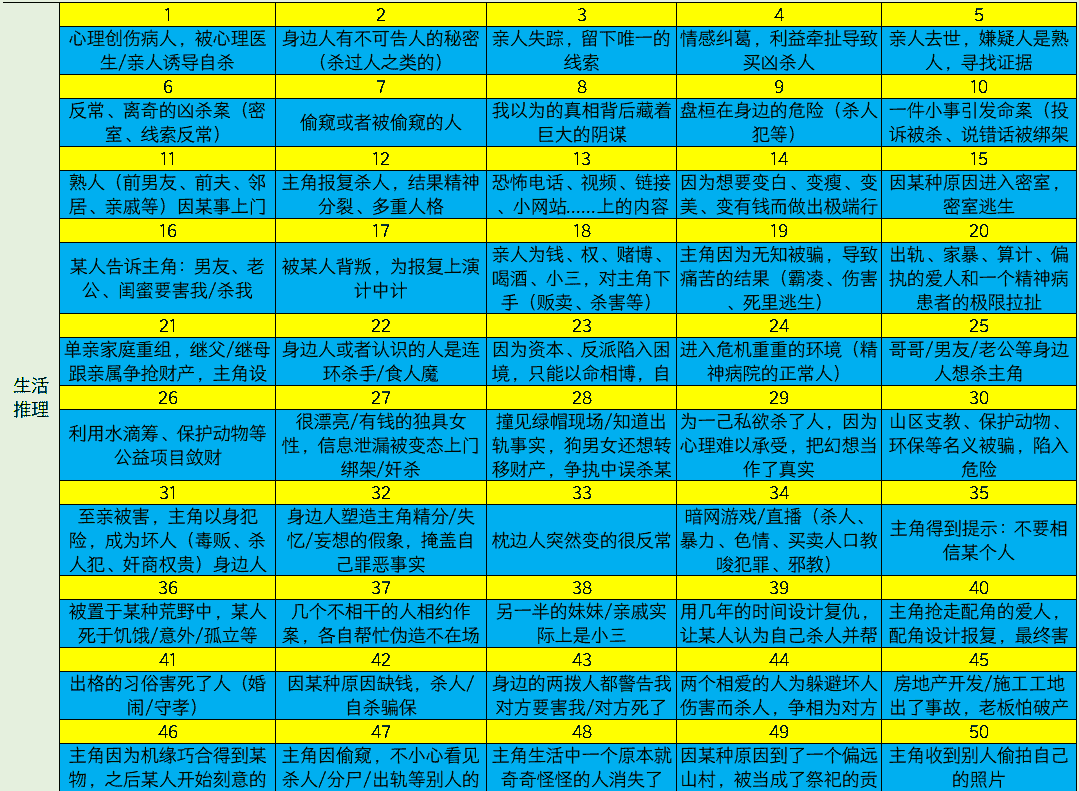 生活
推理
1 2 3 4 5
心理创伤病人，被心理医
生/亲人诱导自杀
身边人有不可告人的秘密
（杀过人之类的）
亲人失踪，留下唯一的
线索
情感纠葛，利益牵扯导致
买凶杀人
亲人去世，嫌疑人是熟
人，寻找证据
6 7 8 9 10
反常、离奇的凶杀案（密
室、线索反常）
偷窥或者被偷窥的人
我以为的真相背后藏着
巨大的阴谋
盘桓在身边的危险（杀人
犯等）
一件小事引发命案（投
诉被杀、说错话被绑架
11 12 13 14 15
熟人（前男友、前夫、邻
居、亲戚等）因某事上门
主角报复杀人，结果精神
分裂、多重人格
恐怖电话、视频、链接
、小网站……上的内容
因为想要变白、变瘦、变
美、变有钱而做出极端行
因某种原因进入密室，
密室逃生
16 17 18 19 20
某人告诉主角：男友、老
公、闺蜜要害我/杀我
被某人背叛，为报复上演
计中计
亲人为钱、权、赌博、
喝酒、小三，对主角下
手（贩卖、杀害等）
主角因为无知被骗，导致
痛苦的结果（霸凌、伤害
、死里逃生）
出轨、家暴、算计、偏
执的爱人和一个精神病
患者的极限拉扯
21 22 23 24 25
单亲家庭重组，继父/继母
跟亲属争抢财产，主角设
身边人或者认识的人是连
环杀手/食人魔
因为资本、反派陷入困
境，只能以命相博，自
进入危机重重的环境（精
神病院的正常人）
哥哥/男友/老公等身边
人想杀主角
26 27 28 29 30
利用水滴筹、保护动物等
公益项目敛财
很漂亮/有钱的独具女
性，信息泄漏被变态上门
绑架/奸杀
撞见绿帽现场/知道出
轨事实，狗男女还想转
移财产，争执中误杀某
为一己私欲杀了人，因为
心理难以承受，把幻想当
作了真实
山区支教、保护动物、
环保等名义被骗，陷入
危险
31 32 33 34 35
至亲被害，主角以身犯
险，成为坏人（毒贩、杀
人犯、奸商权贵）身边人
身边人塑造主角精分/失
忆/妄想的假象，掩盖自
己罪恶事实
枕边人突然变的很反常
暗网游戏/直播（杀人、
暴力、色情、买卖人口教
唆犯罪、邪教）
主角得到提示：不要相
信某个人
36 37 38 39 40
被置于某种荒野中，某人
死于饥饿/意外/孤立等
几个不相干的人相约作
案，各自帮忙伪造不在场
另一半的妹妹/亲戚实
际上是小三
用几年的时间设计复仇，
让某人认为自己杀人并帮
主角抢走配角的爱人，
配角设计报复，最终害
41 42 43 44 45
出格的习俗害死了人（婚
闹/守孝）
因某种原因缺钱，杀人/
自杀骗保
身边的两拨人都警告我
对方要害我/对方死了
两个相爱的人为躲避坏人
伤害而杀人，争相为对方
房地产开发/施工工地
出了事故，老板怕破产
46 47 48 49 50
主角因为机缘巧合得到某
物，之后某人开始刻意的
主角因偷窥，不小心看见
杀人/分尸/出轨等别人的
主角生活中一个原本就
奇奇怪怪的人消失了
因某种原因到了一个偏远
山村，被当成了祭祀的贡
主角收到别人偷拍自己
的照片